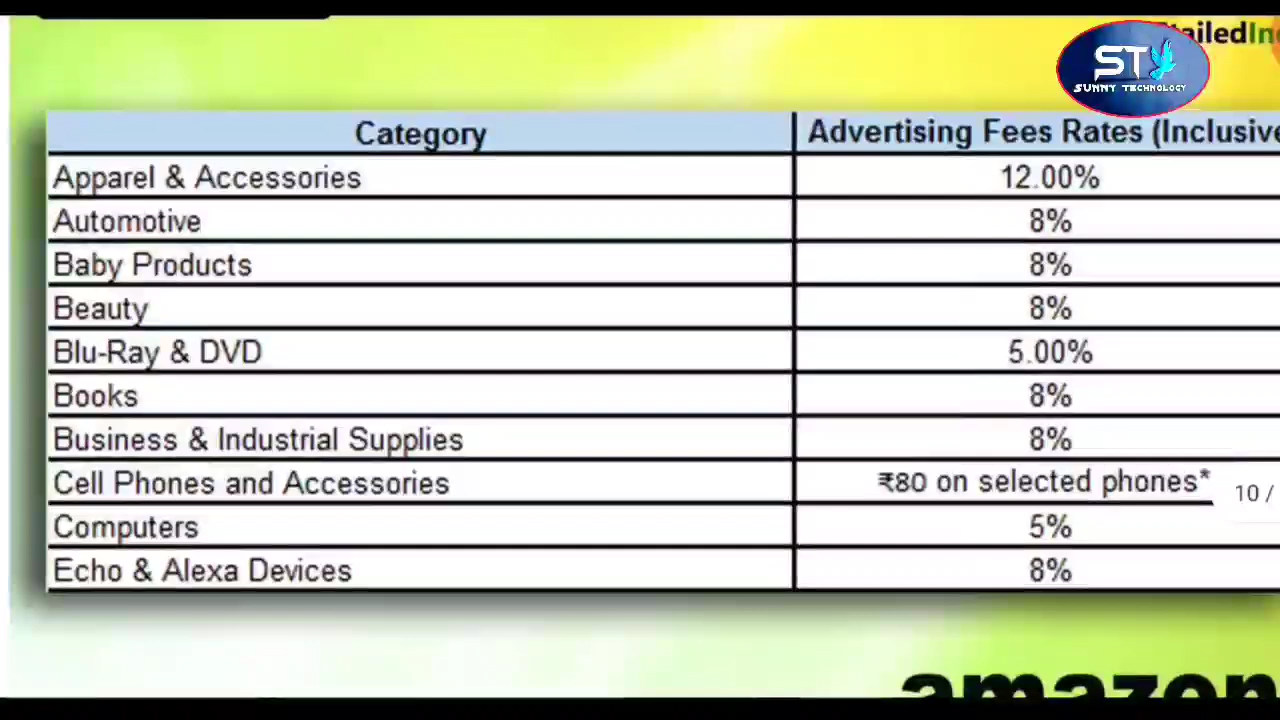 ST
SUNNY TECHNOLOGY
Category Advertising Fees Rates (Inclusive
Apparel & Accessories 12.00%
Automotive 8%
Baby Products 8%
Beauty 8%
Blu-Ray & DVD 5.00%
Books 8%
Business & Industrial Supplies 8%
Cell Phones and Accessories ₹80 on selected phones*
10 /
Computers 5%
Echo & Alexa Devices 8%
amazon